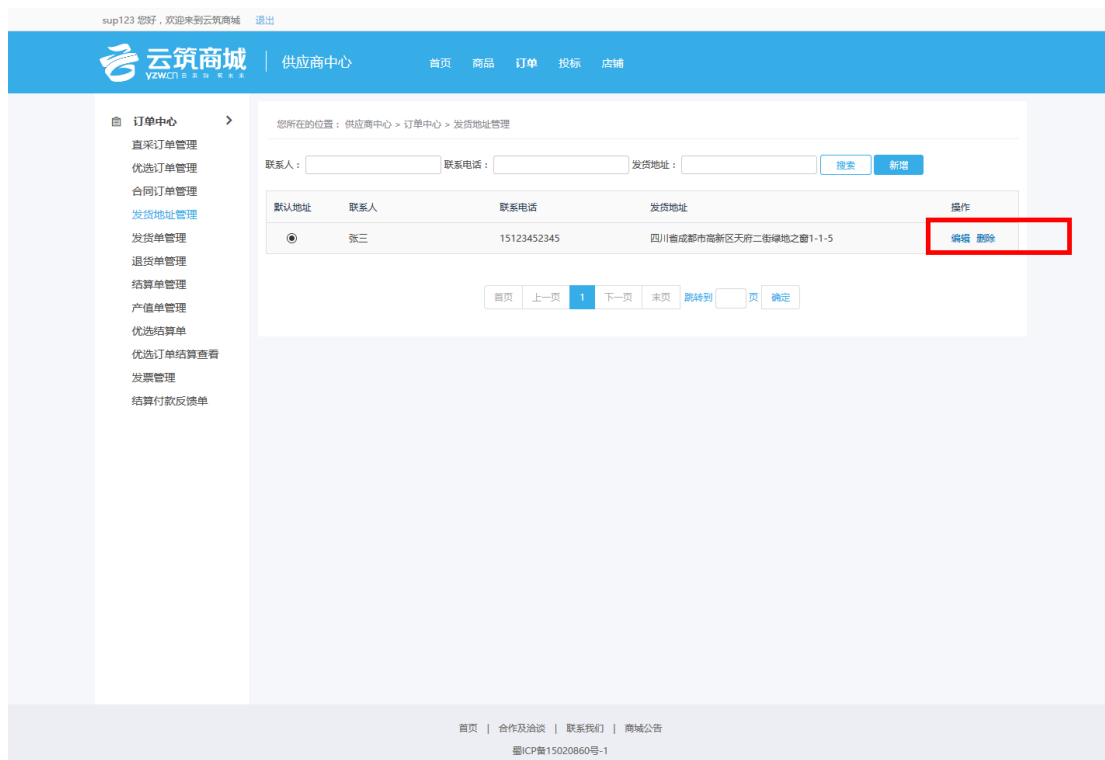 sup123 您好，欢迎来到云筑商城 退出
云筑商城 供应商中心 首页 商品 订单 投标 店铺
yzw.cn
订单中心
直采订单管理
优选订单管理
合同订单管理
发货地址管理
发货单管理
退货单管理
结算单管理
产值单管理
优选结算单
优选订单结算查看
发票管理
结算付款反馈单
您所在的位置： 供应商中心 > 订单中心 > 发货地址管理
联系人： 联系电话： 发货地址： 搜索 新增
默认地址 联系人 联系电话 发货地址 操作
张三 15123452345 四川省成都市高新区天府二街绿地之窗1-1-5 编辑 删除
首页 上一页 1 下一页 末页 跳转到 页 确定
首页 | 合作及洽谈 | 联系我们 | 商城公告
蜀ICP备15020860号-1